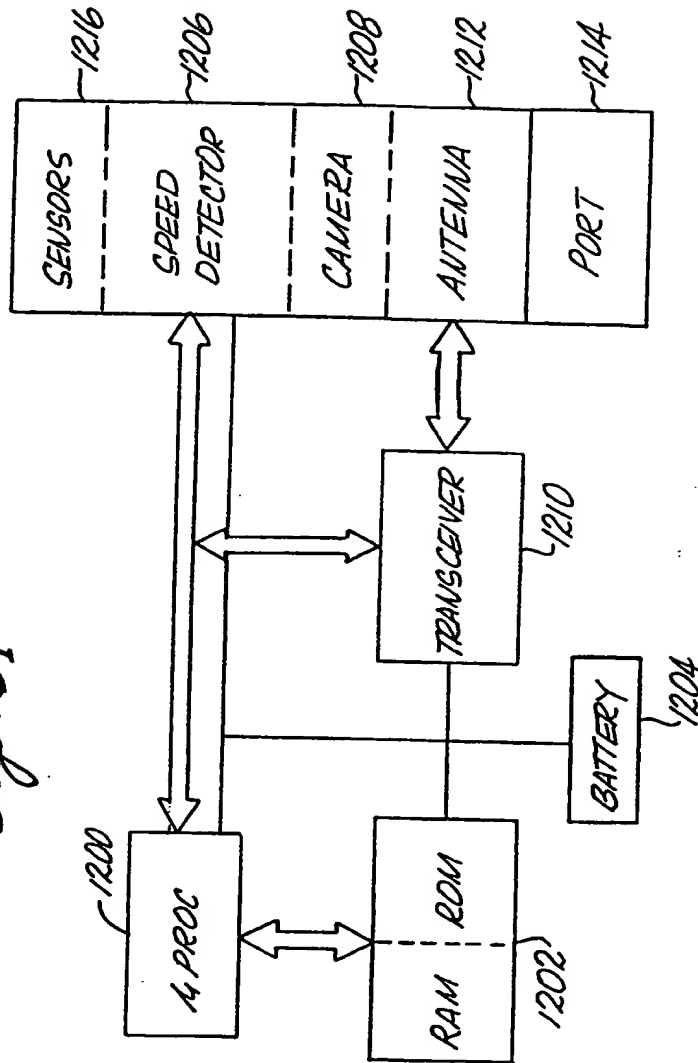 1200
μ PROC
RAM
ROM
1202
BATTERY
1204
TRANSCEIVER
1210
SENSORS
1216
SPEED
DETECTOR
1206
CAMERA
1208
ANTENNA
1212
PORT
1214